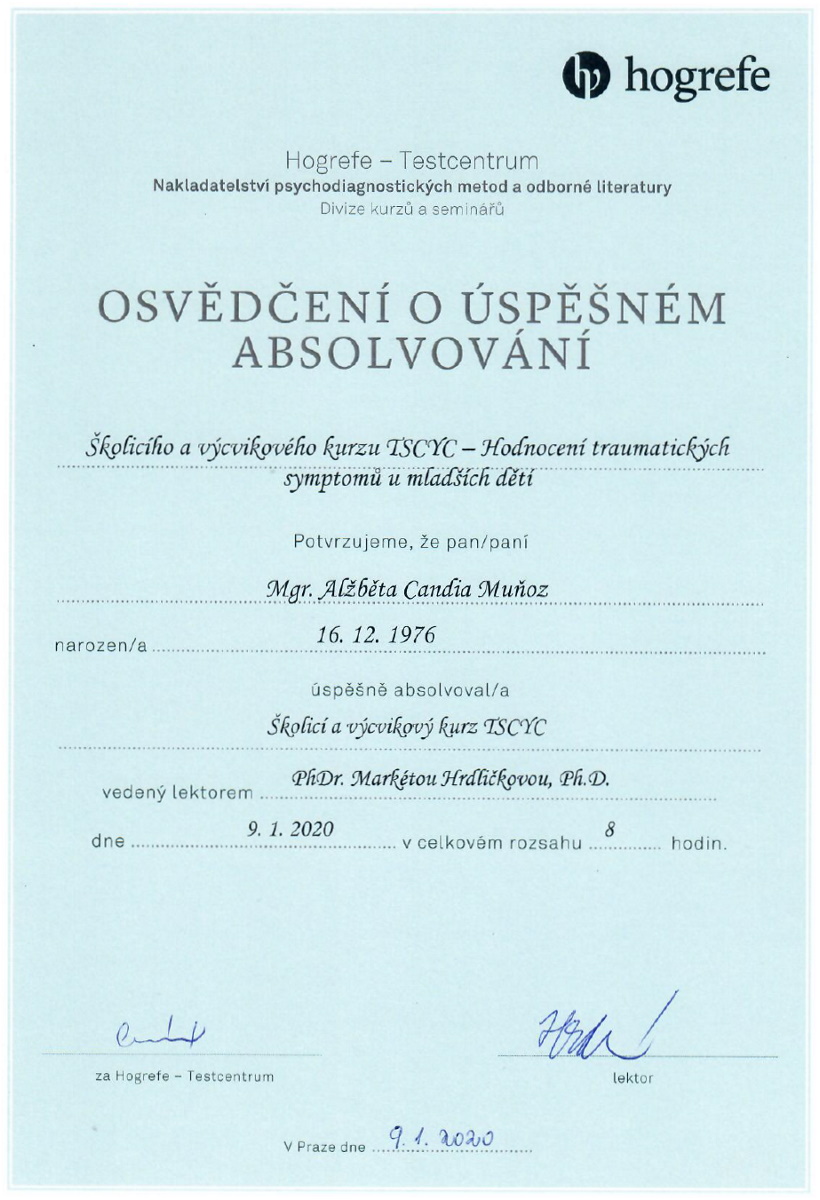 hogrefe
Hogrefe – Testcentrum
Nakladatelství psychodiagnostických metod a odborné literatury
Divize kurzů a seminářů
OSVĚDČENÍ O ÚSPĚŠNÉM
ABSOLVOVÁNÍ
Školicího a výcvikového kurzu TSCYC – Hodnocení traumatických
symptomů u mladších dětí
Potvrzujeme, že pan/paní
Mgr. Alžběta Candia Muñoz
narozen/a 16. 12. 1976
úspěšně absolvoval/a
Školicí a výcvikový kurz TSCYC
vedený lektorem PhDr. Markétou Hrdličkovou, Ph.D.
dne 9. 1. 2020 v celkovém rozsahu 8 hodin.
za Hogrefe – Testcentrum
lektor
V Praze dne 9. 1. 2020